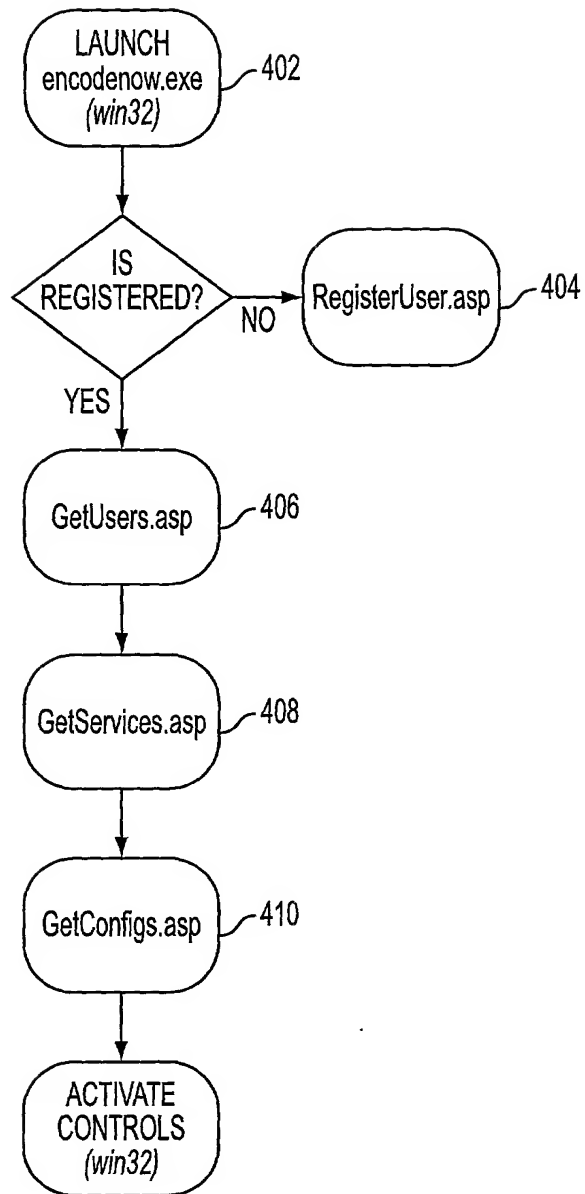 LAUNCH
encodenow.exe
(win32)
402
IS
REGISTERED?
NO
RegisterUser.asp
404
YES
GetUsers.asp
406
GetServices.asp
408
GetConfigs.asp
410
ACTIVATE
CONTROLS
(win32)